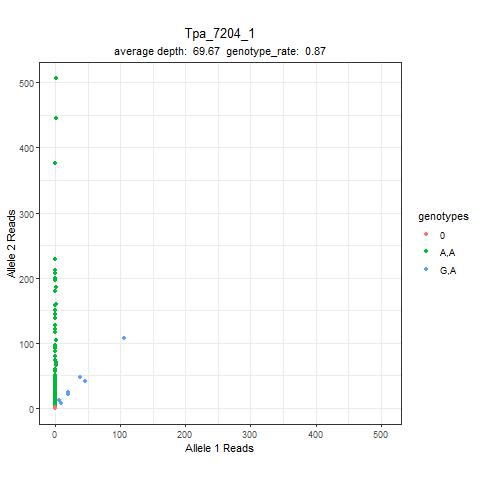 Tpa_7204_1
average depth: 69.67 genotype_rate: 0.87
500
400
300
200
100
0
Allele 2 Reads
0 100 200 300 400 500
Allele 1 Reads
genotypes
0
A,A
G,A